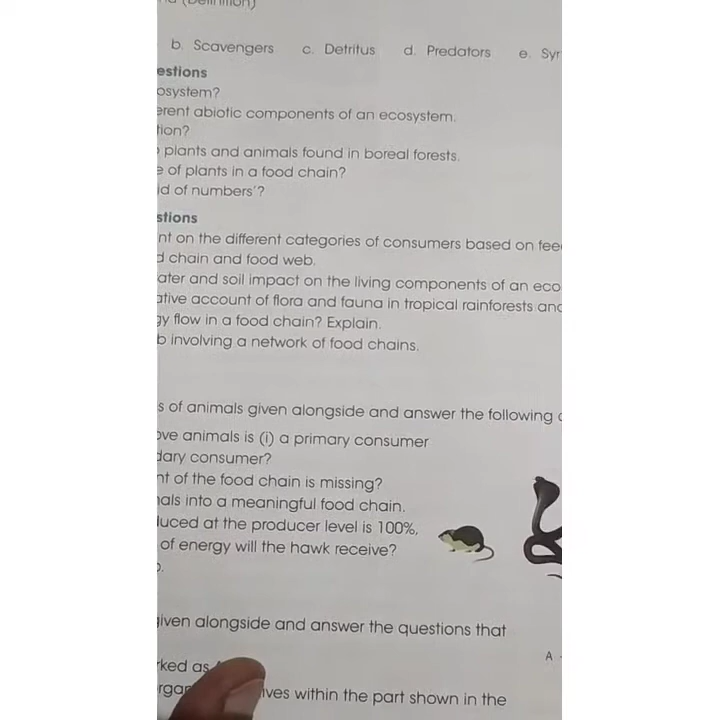 b. Scavengers c. Detritus d. Predators e. Syr
estions
osystem?
erent abiotic components of an ecosystem.
tion?
plants and animals found in boreal forests.
e of plants in a food chain?
id of numbers'?
stions
nt on the different categories of consumers based on fee
d chain and food web.
ater and soil impact on the living components of an eco
ative account of flora and fauna in tropical rainforests and
gy flow in a food chain? Explain.
b involving a network of food chains.
s of animals given alongside and answer the following
ove animals is (i) a primary consumer
dary consumer?
nt of the food chain is missing?
nals into a meaningful food chain.
duced at the producer level is 100%,
of energy will the hawk receive?
given alongside and answer the questions that
A
rked as
lives within the part shown in the